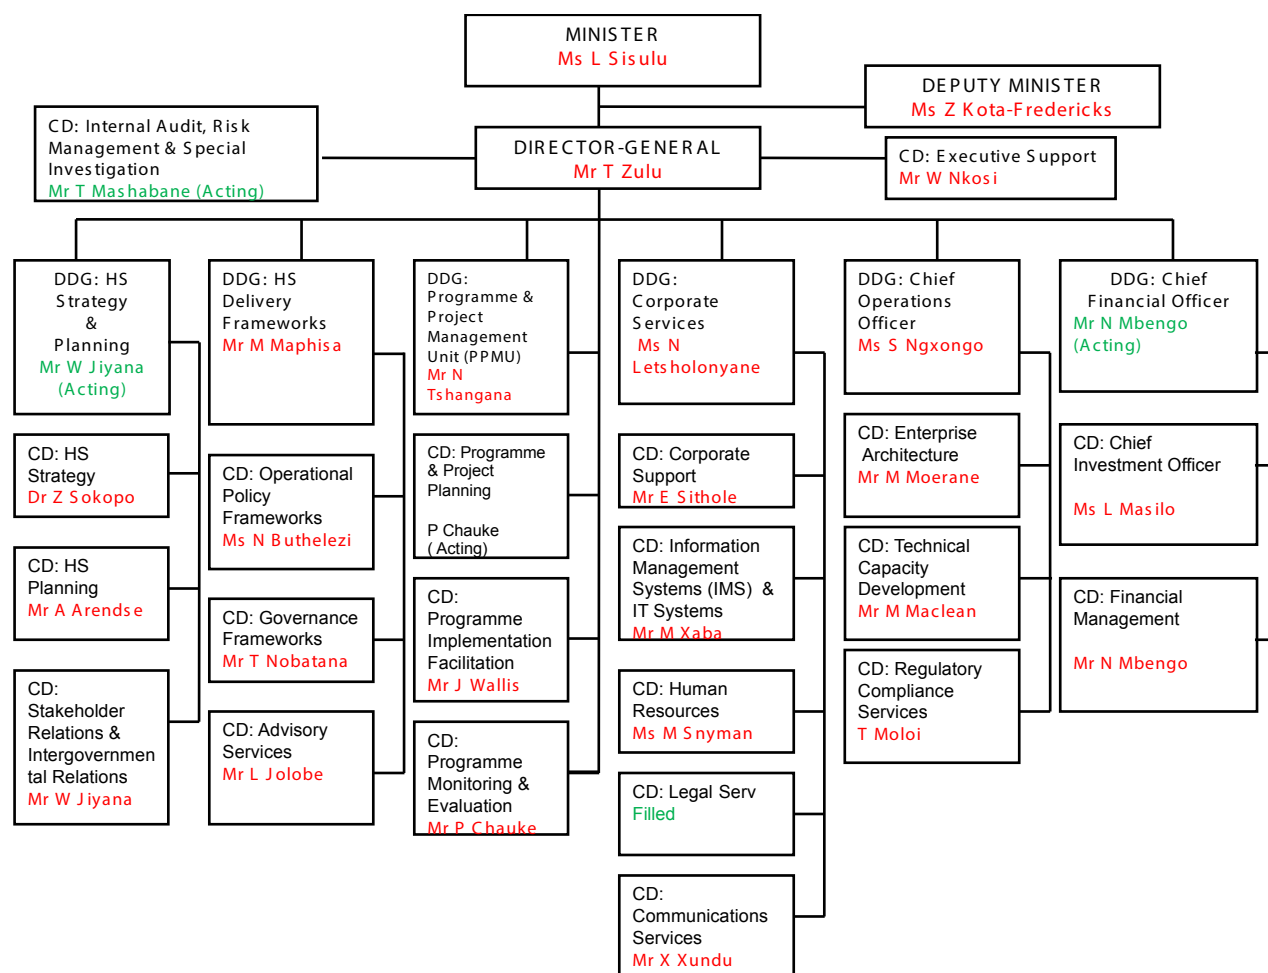 MINISTER
Ms L Sisulu
DEPUTY MINISTER
Ms Z Kota-Fredericks
CD: Internal Audit, Risk
Management & Special
Investigation
Mr T Mashabane (Acting)
DIRECTOR-GENERAL
Mr T Zulu
CD: Executive Support
Mr W Nkosi
DDG: HS
Strategy
&
Planning
Mr W Jiyana
(Acting)
CD: HS
Strategy
Dr Z Sokopo
CD: HS
Planning
Mr A Arendse
CD:
Stakeholder
Relations &
Intergovernmen
tal Relations
Mr W Jiyana
DDG: HS
Delivery
Frameworks
Mr M Maphisa
CD: Operational
Policy
Frameworks
Ms N Buthelezi
CD: Governance
Frameworks
Mr T Nobatana
CD: Advisory
Services
Mr L Jolobe
DDG:
Programme &
Project
Management
Unit (PPMU)
Mr N
Tshangana
CD: Programme
& Project
Planning
P Chauke
(Acting)
CD:
Programme
Implementation
Facilitation
Mr J Wallis
CD:
Programme
Monitoring &
Evaluation
Mr P Chauke
DDG:
Corporate
Services
Ms N
Letsholonyane
CD: Corporate
Support
Mr E Sithole
CD: Information
Management
Systems (IMS) &
IT Systems
Mr M Xaba
CD: Human
Resources
Ms M Snyman
CD: Legal Serv
Filled
CD:
Communications
Services
Mr X Xundu
DDG: Chief
Operations
Officer
Ms S Ngxongo
CD: Enterprise
Architecture
Mr M Moerane
CD: Technical
Capacity
Development
Mr M Maclean
CD: Regulatory
Compliance
Services
T Moloi
DDG: Chief
Financial Officer
Mr N Mbengo
(Acting)
CD: Chief
Investment Officer
Ms L Masilo
CD: Financial
Management
Mr N Mbengo